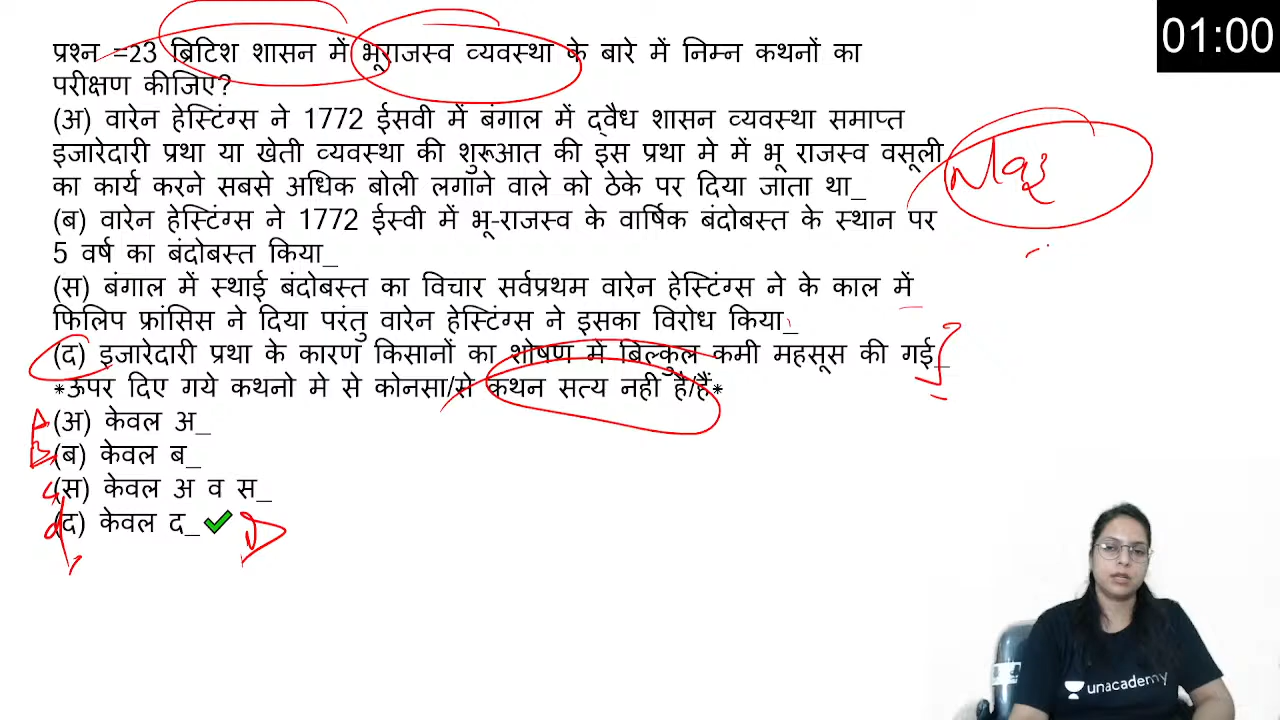 01:00
प्रश्न =23 ब्रिटिश शासन में भूराजस्व व्यवस्था के बारे में निम्न कथनों का
परीक्षण कीजिए?
(अ) वारेन हेस्टिंग्स ने 1772 ईसवी में बंगाल में द्वैध शासन व्यवस्था समाप्त
इजारेदारी प्रथा या खेती व्यवस्था की शुरूआत की इस प्रथा मे में भू राजस्व वसूली
का कार्य करने सबसे अधिक बोली लगाने वाले को ठेके पर दिया जाता था_
(ब) वारेन हेस्टिंग्स ने 1772 ईस्वी में भू-राजस्व के वार्षिक बंदोबस्त के स्थान पर
5 वर्ष का बंदोबस्त किया_
(स) बंगाल में स्थाई बंदोबस्त का विचार सर्वप्रथम वारेन हेस्टिंग्स ने के काल में
फिलिप फ्रांसिस ने दिया परंतु वारेन हेस्टिंग्स ने इसका विरोध किया_
(द) इजारेदारी प्रथा के कारण किसानों का शोषण मे बिल्कुल कमी महसूस की गई_
*ऊपर दिए गये कथनो मे से कोनसा/से कथन सत्य नही है/हैं*
A (अ) केवल अ_
B (ब) केवल ब_
(स) केवल अ व स_
d (द) केवल द_ D
unacademy